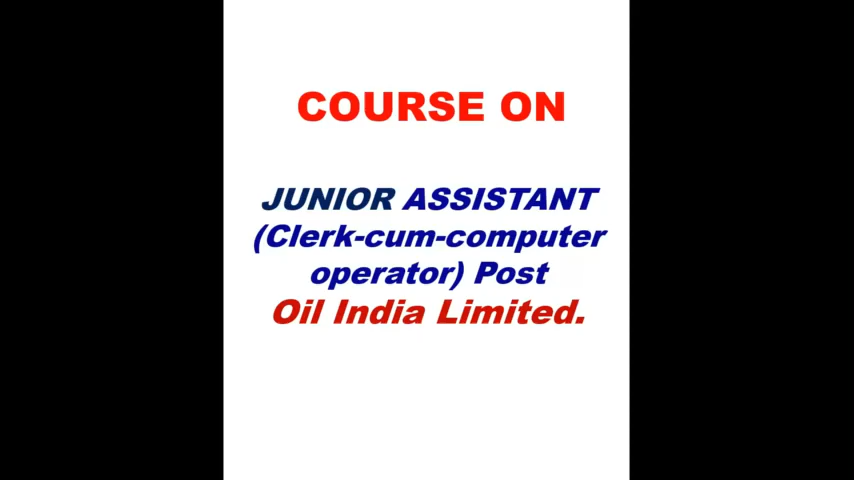 COURSE ON
JUNIOR ASSISTANT
(Clerk-cum-computer
operator) Post
Oil India Limited.